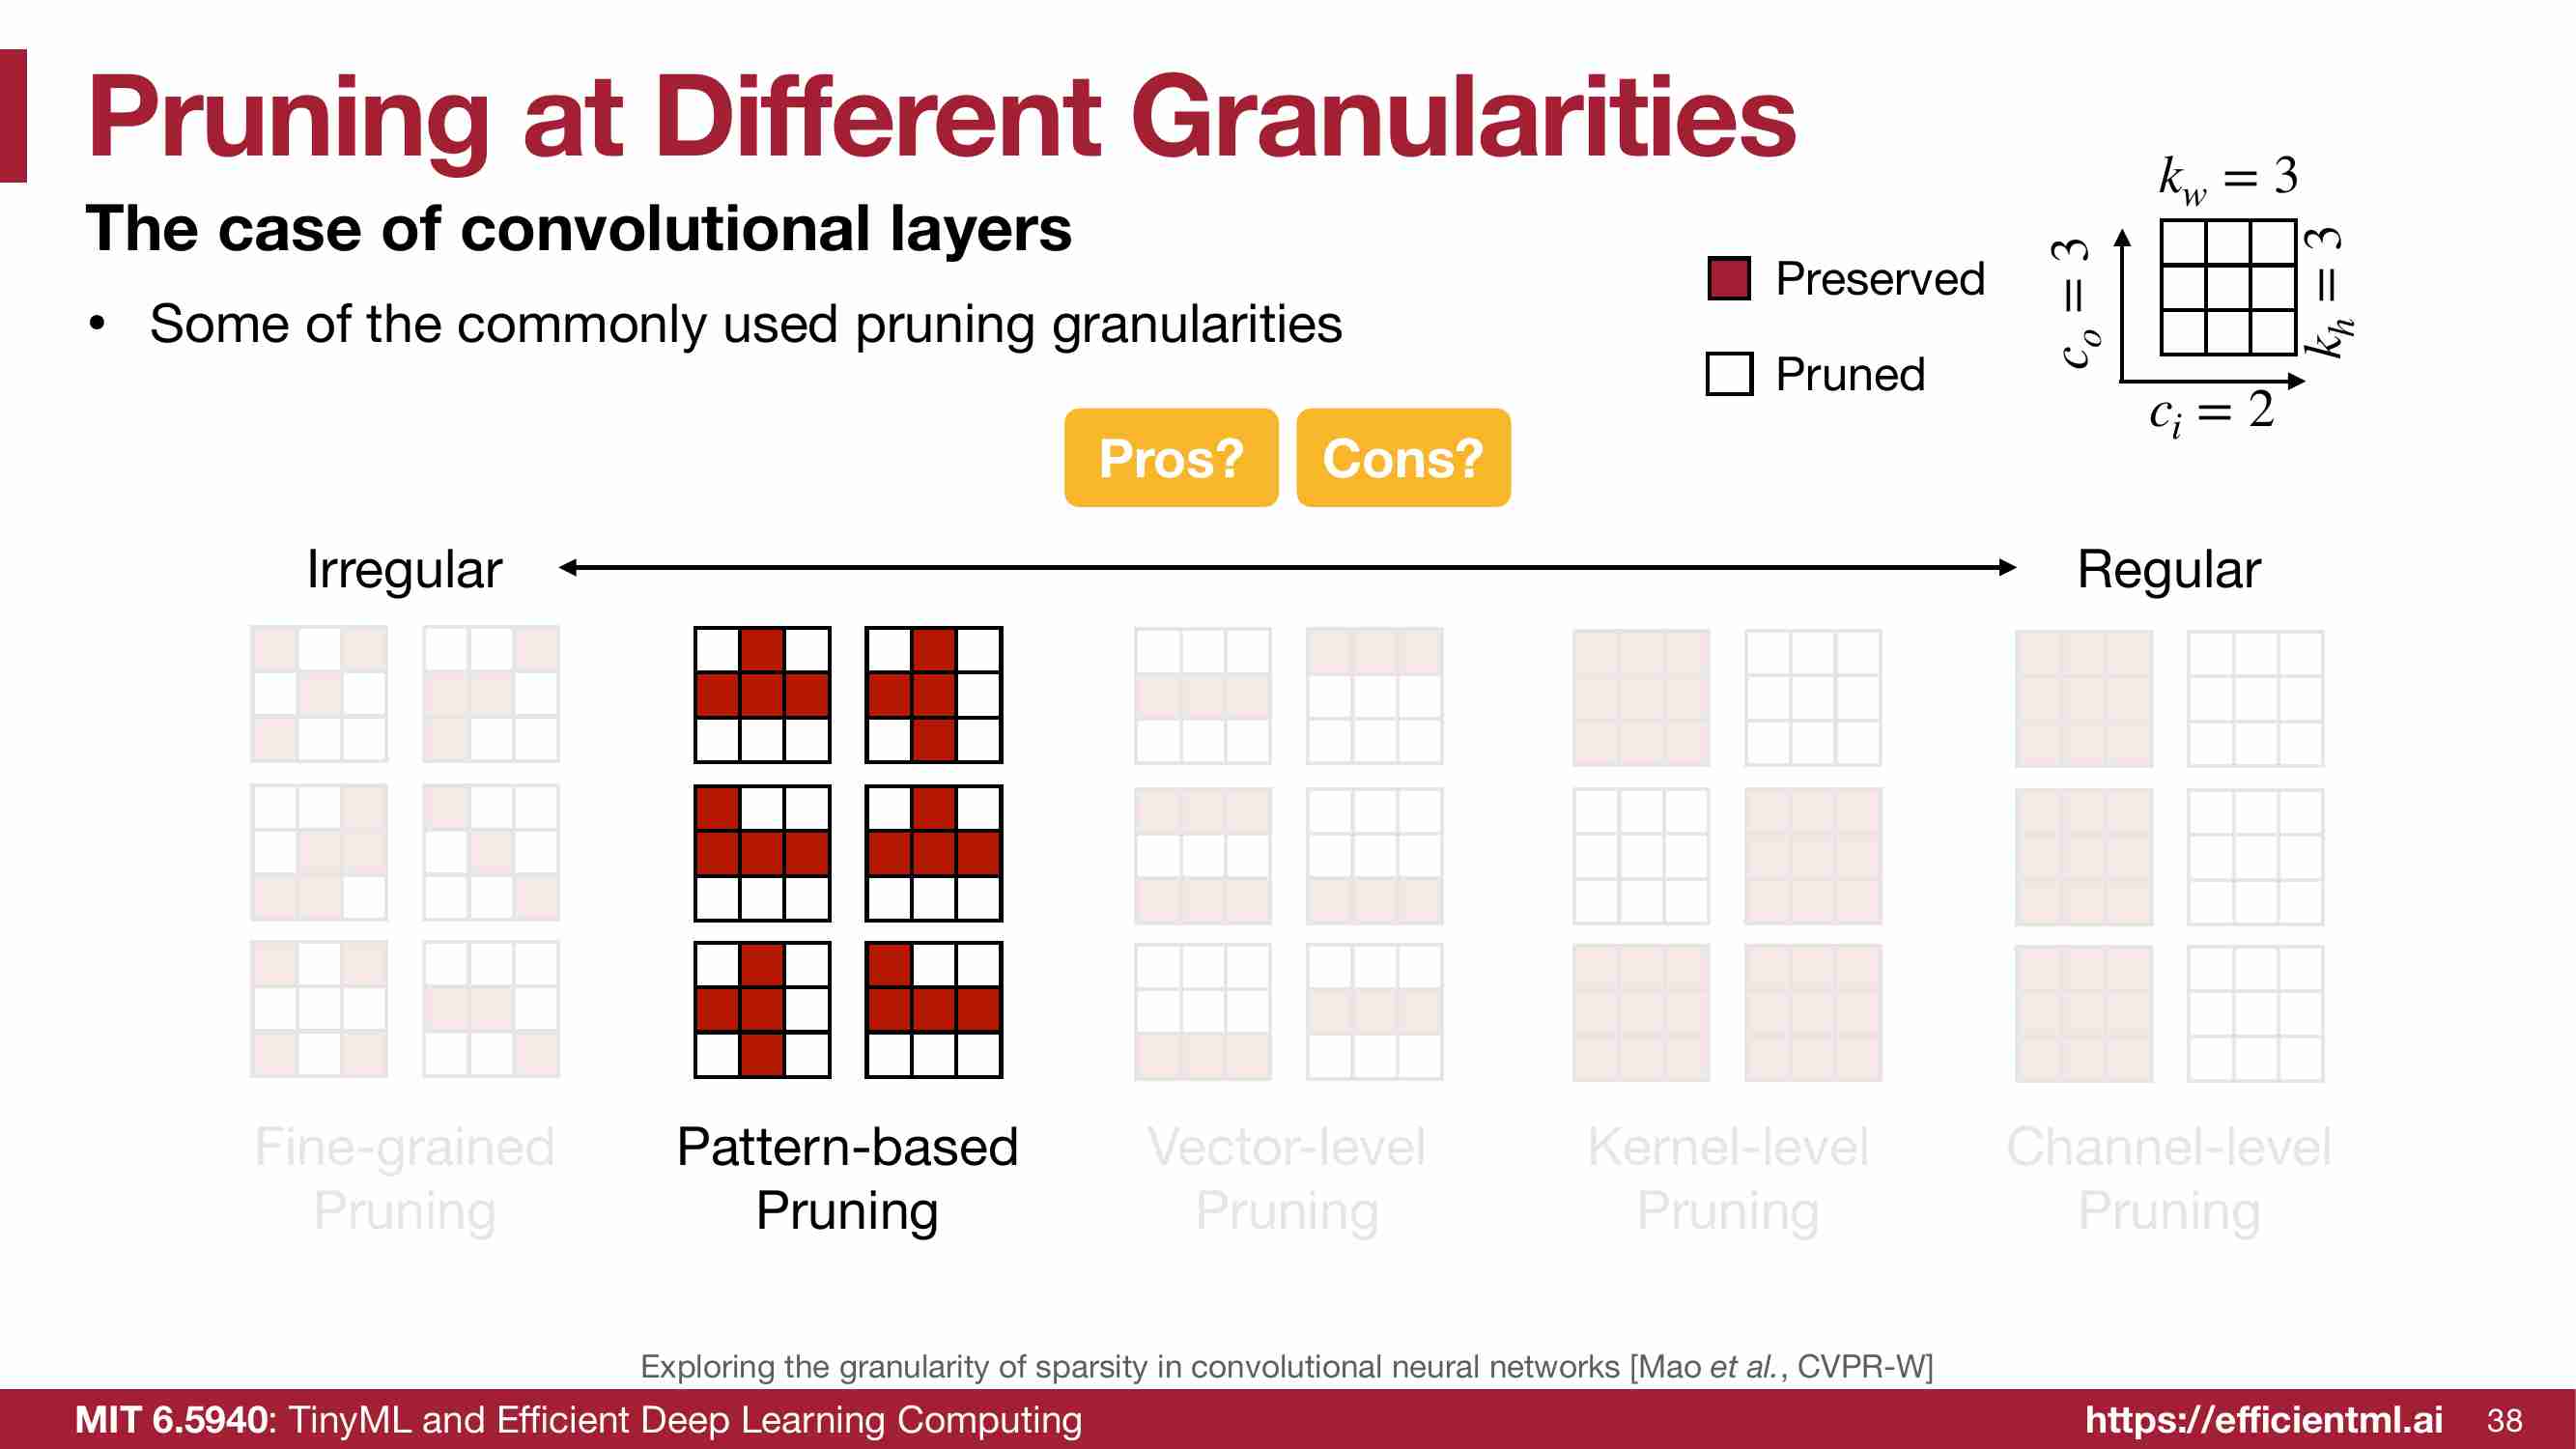 Pruning at Different Granularities
The case of convolutional layers
• Some of the commonly used pruning granularities
Preserved
Pruned
k_w = 3
c_o = 3
k_h = 3
c_i = 2
Pros?
Cons?
Irregular
Regular
Fine-grained
Pruning
Pattern-based
Pruning
Vector-level
Pruning
Kernel-level
Pruning
Channel-level
Pruning
Exploring the granularity of sparsity in convolutional neural networks [Mao et al., CVPR-W]
MIT 6.5940: TinyML and Efficient Deep Learning Computing
https://efficientml.ai
38